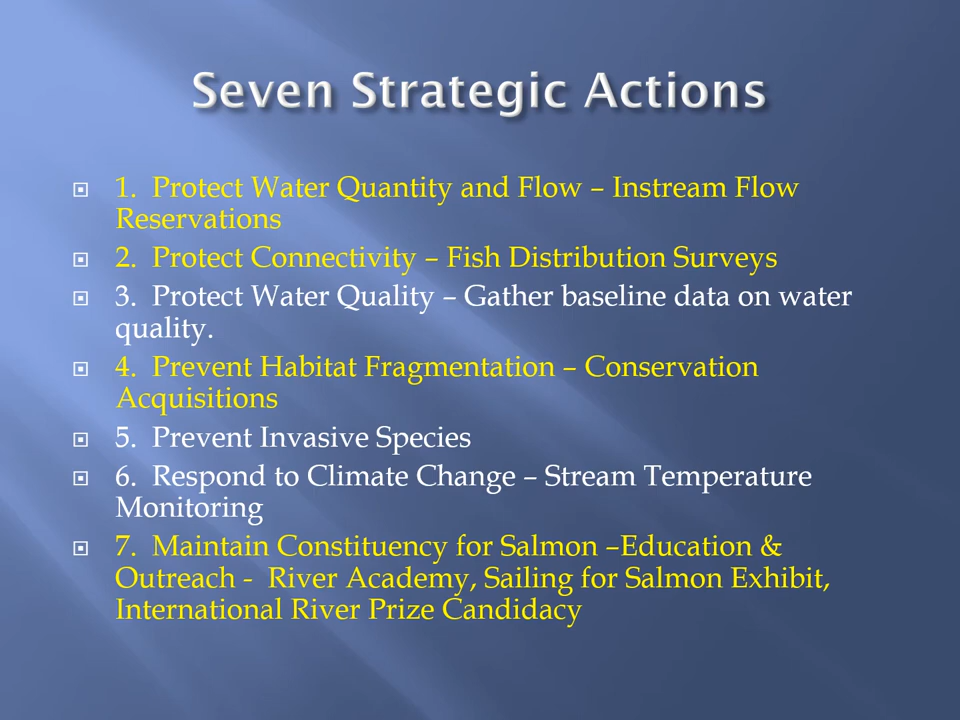 Seven Strategic Actions
1. Protect Water Quantity and Flow – Instream Flow
Reservations
2. Protect Connectivity – Fish Distribution Surveys
3. Protect Water Quality – Gather baseline data on water
quality.
4. Prevent Habitat Fragmentation – Conservation
Acquisitions
5. Prevent Invasive Species
6. Respond to Climate Change – Stream Temperature
Monitoring
7. Maintain Constituency for Salmon –Education &
Outreach - River Academy, Sailing for Salmon Exhibit,
International River Prize Candidacy